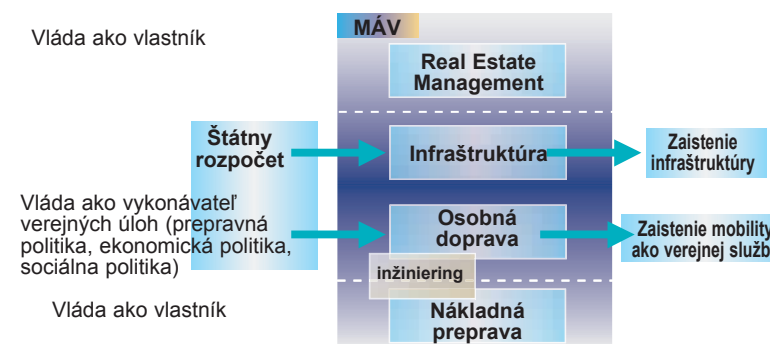 Vláda ako vlastník
MÁV
Real Estate
Management
Štátny
rozpočet
Infraštruktúra
Zaistenie
infraštruktúry
Vláda ako vykonávateľ
verejných úloh (prepravná
politika, ekonomická politika,
sociálna politika)
Osobná
doprava
Zaistenie mobility
ako verejnej služb
inžiniering
Vláda ako vlastník
Nákladná
preprava